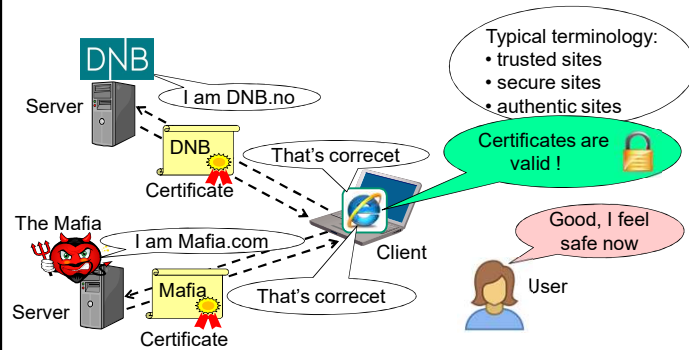 DNB
Server
I am DNB.no
DNB
Certificate
Typical terminology:
• trusted sites
• secure sites
• authentic sites
Certificates are
valid !
That's correcet
The Mafia
I am Mafia.com
Client
Good, I feel
safe now
User
Mafia
Server
That's correcet
Certificate